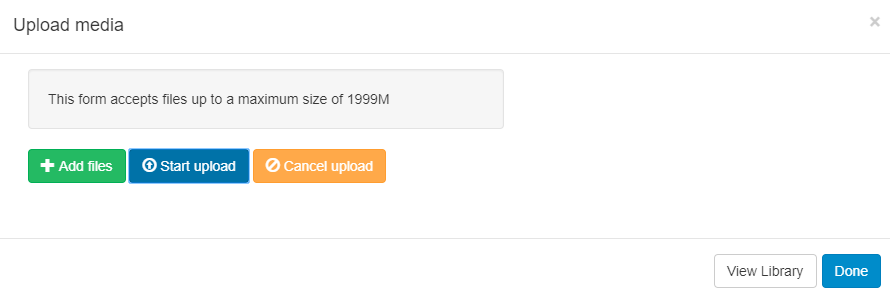 Upload media
×
This form accepts files up to a maximum size of 1999M
Add files Start upload Cancel upload
View Library Done